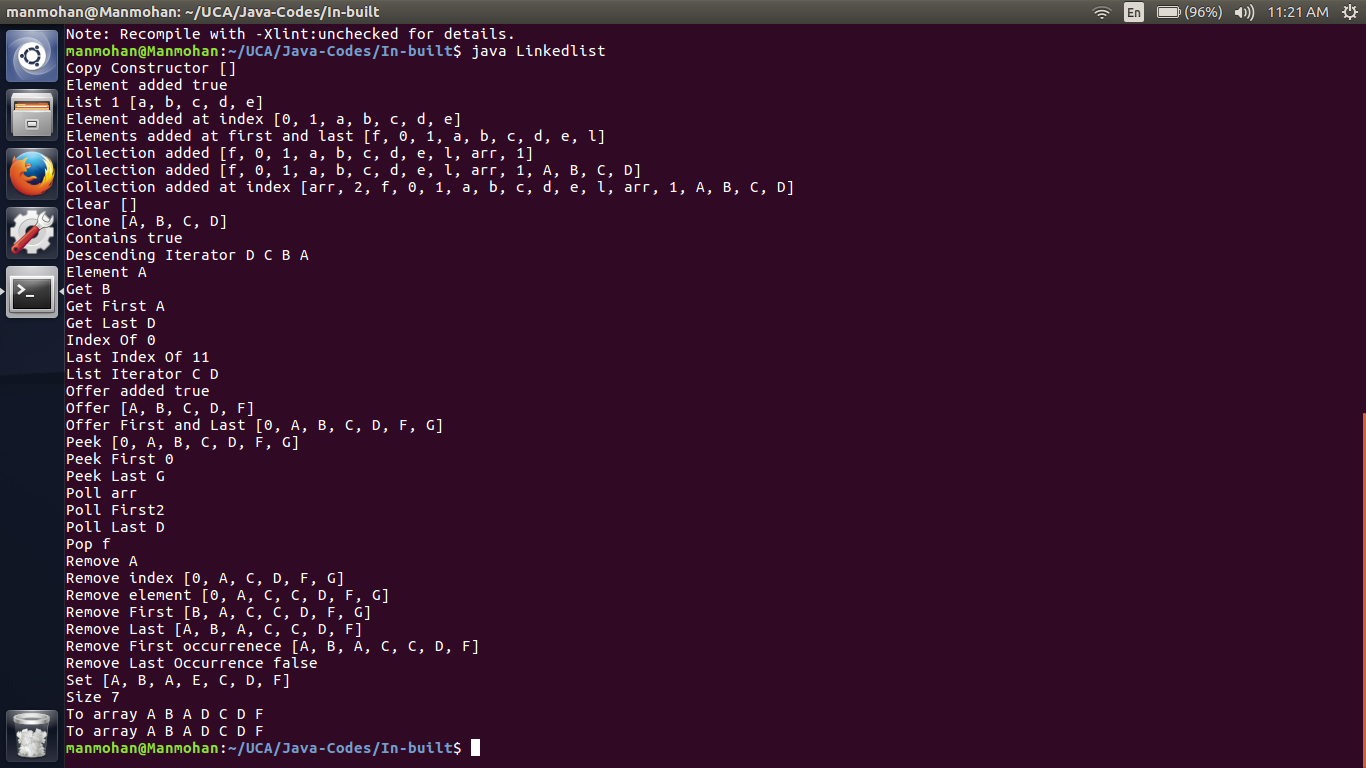 manmohan@Manmohan: ~/UCA/Java-Codes/In-built En (96%) 11:21 AM
Note: Recompile with -Xlint:unchecked for details.
manmohan@Manmohan:~/UCA/Java-Codes/In-built$ java Linkedlist
Copy Constructor []
Element added true
List 1 [a, b, c, d, e]
Element added at index [0, 1, a, b, c, d, e]
Elements added at first and last [f, 0, 1, a, b, c, d, e, l]
Collection added [f, 0, 1, a, b, c, d, e, l, arr, 1]
Collection added [f, 0, 1, a, b, c, d, e, l, arr, 1, A, B, C, D]
Collection added at index [arr, 2, f, 0, 1, a, b, c, d, e, l, arr, 1, A, B, C, D]
Clear []
Clone [A, B, C, D]
Contains true
Descending Iterator D C B A
Element A
Get B
Get First A
Get Last D
Index Of 0
Last Index Of 11
List Iterator C D
Offer added true
Offer [A, B, C, D, F]
Offer First and Last [0, A, B, C, D, F, G]
Peek [0, A, B, C, D, F, G]
Peek First 0
Peek Last G
Poll arr
Poll First2
Poll Last D
Pop f
Remove A
Remove index [0, A, C, D, F, G]
Remove element [0, A, C, C, D, F, G]
Remove First [B, A, C, C, D, F, G]
Remove Last [A, B, A, C, C, D, F]
Remove First occurrenece [A, B, A, C, C, D, F]
Remove Last Occurrence false
Set [A, B, A, E, C, D, F]
Size 7
To array A B A D C D F
To array A B A D C D F
manmohan@Manmohan:~/UCA/Java-Codes/In-built$